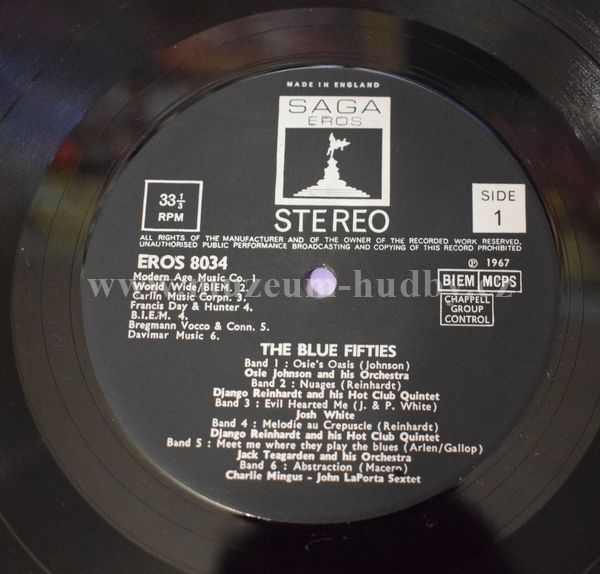 MADE IN ENGLAND
SAGA
EROS
33 1/3
RPM
STEREO
SIDE
1
ALL RIGHTS OF THE MANUFACTURER AND OF THE OWNER OF THE RECORDED WORK RESERVED.
UNAUTHORISED PUBLIC PERFORMANCE BROADCASTING AND COPYING OF THIS RECORD PROHIBITED
EROS 8034
Ⓟ 1967
Modern Age Music Co. 1
World Wide/BIEM. 2.
Carlin Music Corpn. 3.
Francis Day & Hunter 4.
B.I.E.M. 4.
Bregmann Vocco & Conn. 5.
Davimar Music 6.
BIEM MCPS
CHAPPELL
GROUP
CONTROL
www.muzeum-hudby.cz
THE BLUE FIFTIES
Band 1 : Osie's Oasis (Johnson)
Osie Johnson and his Orchestra
Band 2 : Nuages (Reinhardt)
Django Reinhardt and his Hot Club Quintet
Band 3 : Evil Hearted Me (J. & P. White)
Josh White
Band 4 : Melodie au Crepuscle (Reinhardt)
Django Reinhardt and his Hot Club Quintet
Band 5 : Meet me where they play the blues (Arlen/Gallop)
Jack Teagarden and his Orchestra
Band 6 : Abstraction (Macero)
Charlie Mingus - John LaPorta Sextet